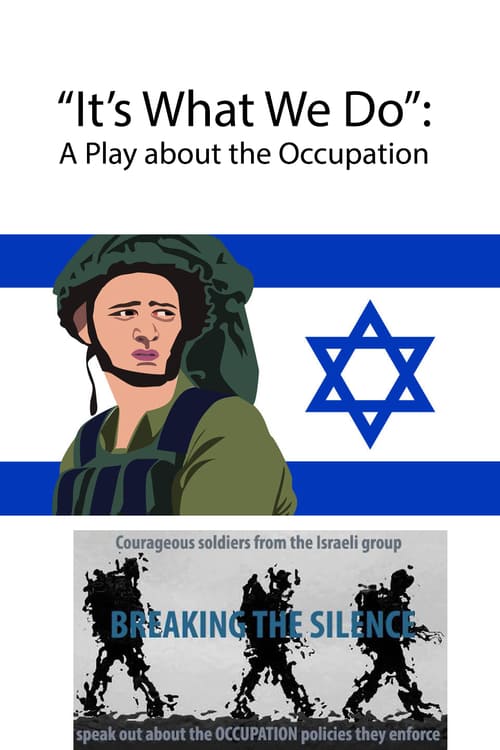 “It’s What We Do”:
A Play about the Occupation
Courageous soldiers from the Israeli group
BREAKING THE SILENCE
speak out about the OCCUPATION policies they enforce